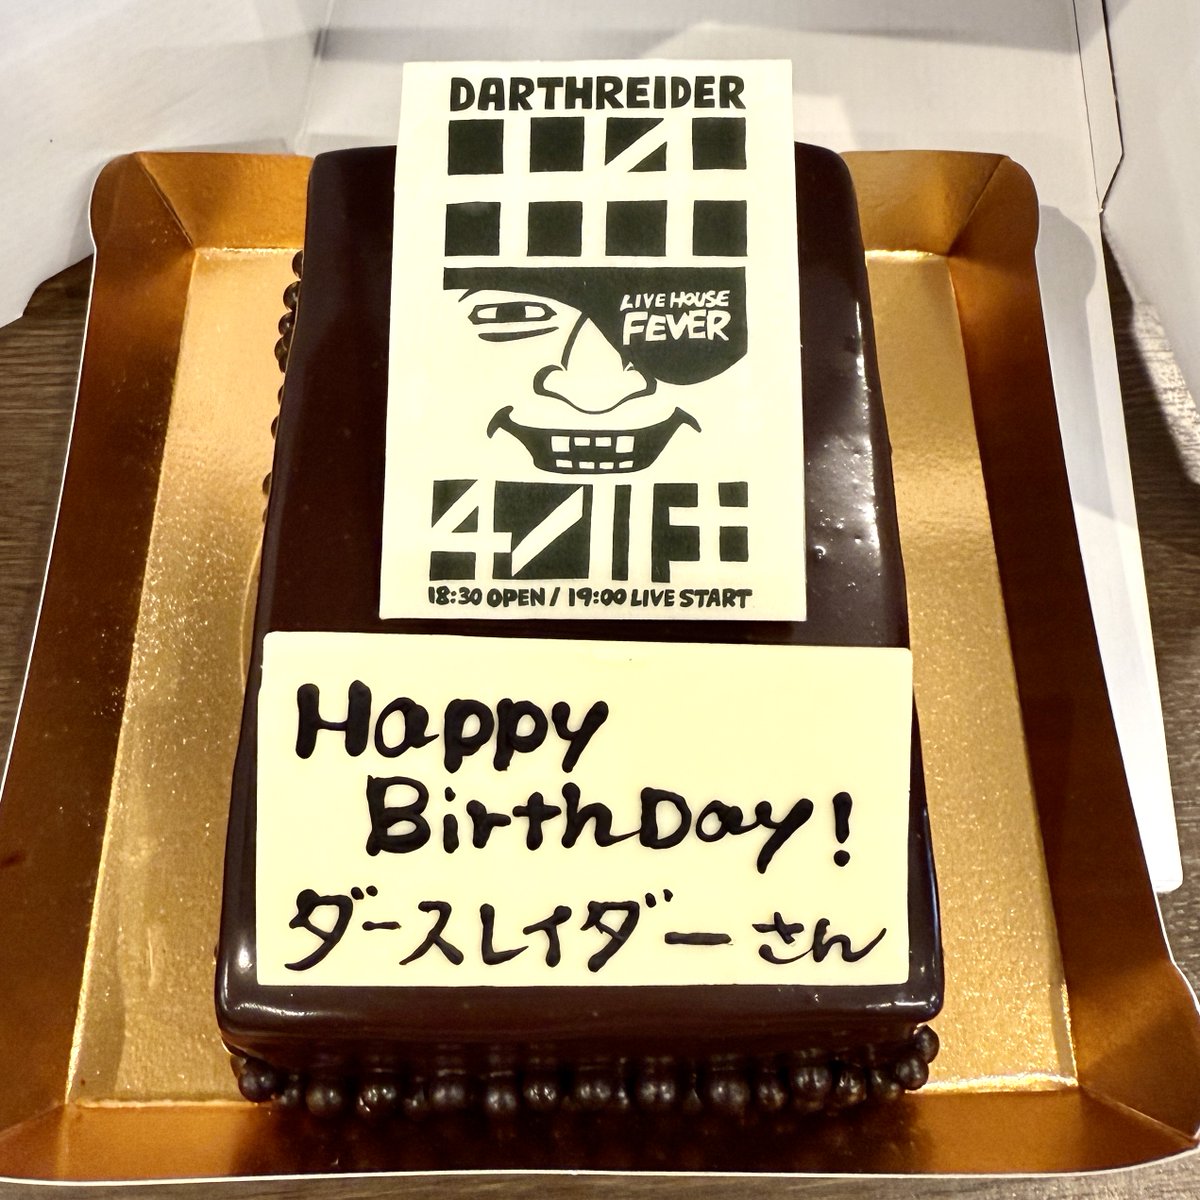 DARTHREIDER
LIVE HOUSE
FEVER
18:30 OPEN / 19:00 LIVE START
Happy
BirthDay!
ダースレイダーさん